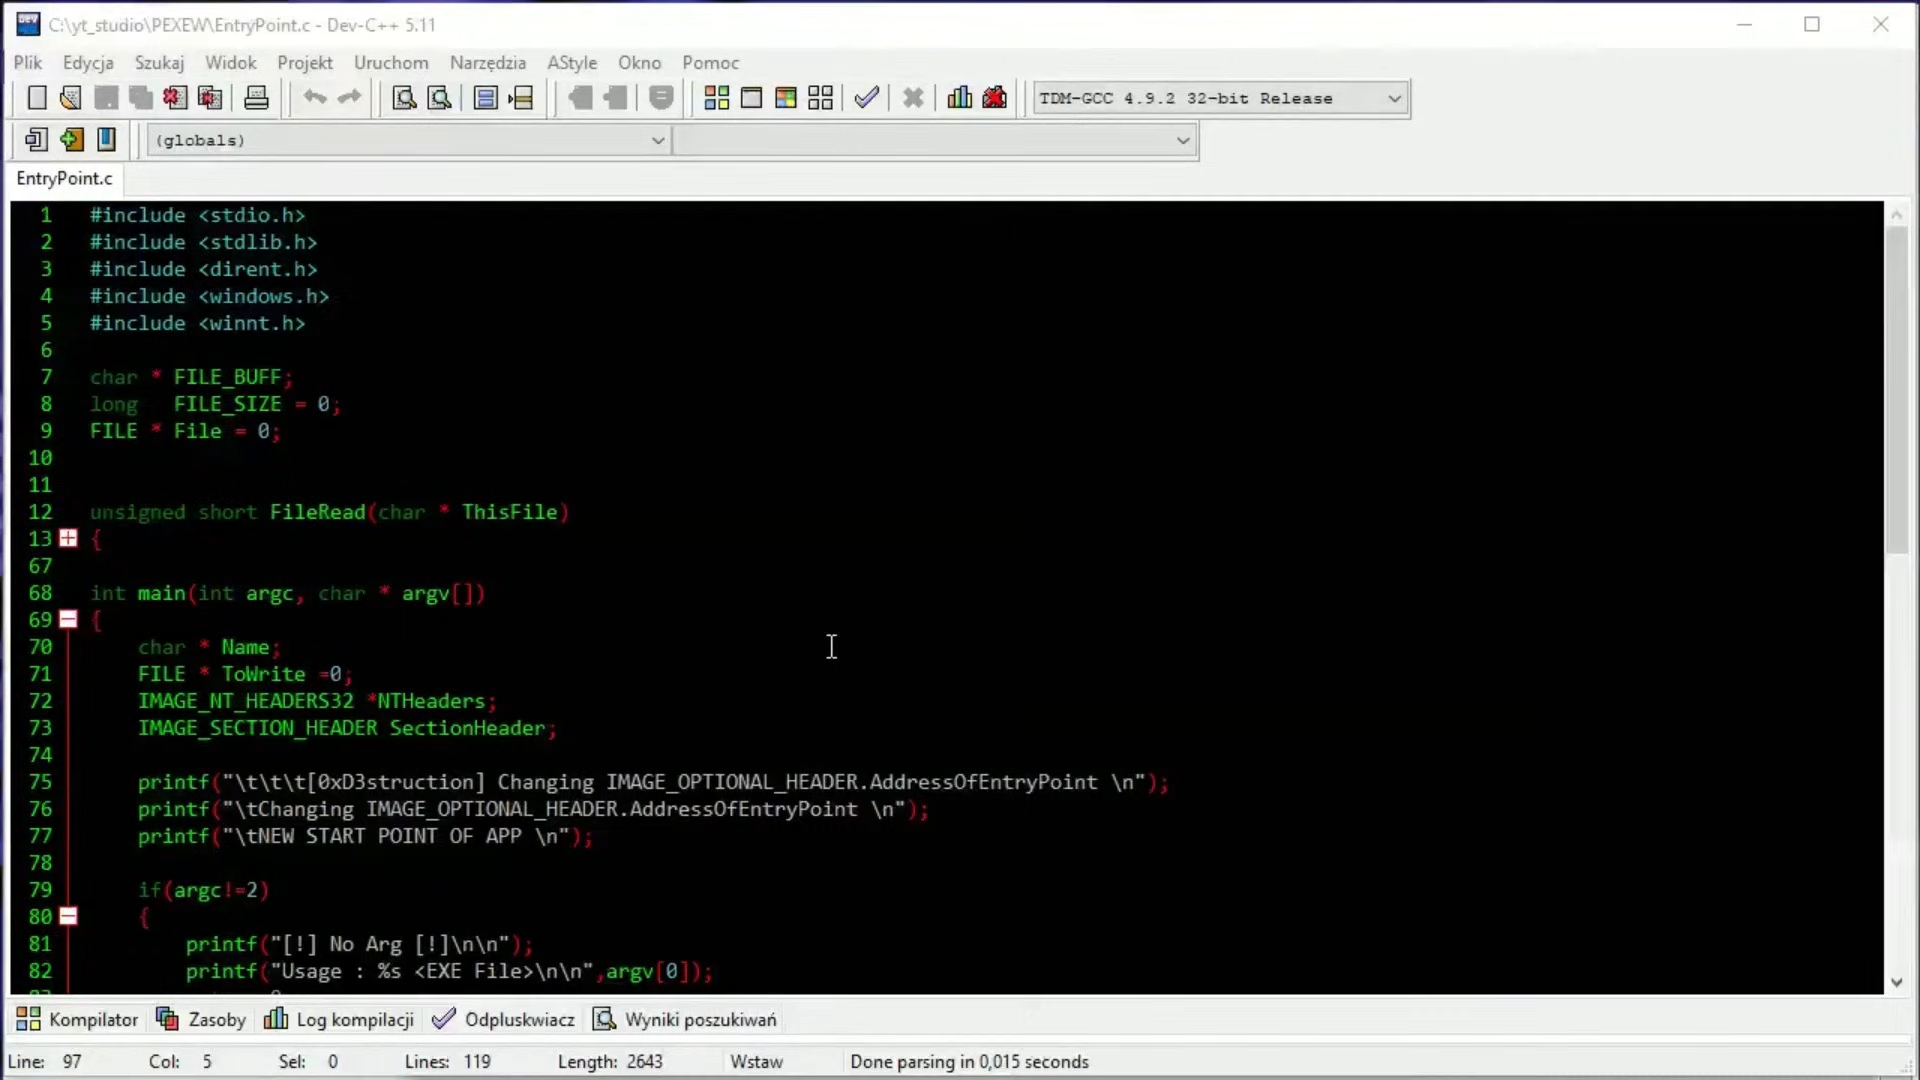 C:\yt_studio\PEXEW\EntryPoint.c - Dev-C++ 5.11
Plik Edycja Szukaj Widok Projekt Uruchom Narzędzia AStyle Okno Pomoc
TDM-GCC 4.9.2 32-bit Release
(globals)
EntryPoint.c
1 #include <stdio.h>
2 #include <stdlib.h>
3 #include <dirent.h>
4 #include <windows.h>
5 #include <winnt.h>
6
7 char * FILE_BUFF;
8 long FILE_SIZE = 0;
9 FILE * File = 0;
10
11
12 unsigned short FileRead(char * ThisFile)
13 {
67
68 int main(int argc, char * argv[])
69 {
70 char * Name;
71 FILE * ToWrite =0;
72 IMAGE_NT_HEADERS32 *NTHeaders;
73 IMAGE_SECTION_HEADER SectionHeader;
74
75 printf("\t\t\t[0xD3struction] Changing IMAGE_OPTIONAL_HEADER.AddressOfEntryPoint \n");
76 printf("\tChanging IMAGE_OPTIONAL_HEADER.AddressOfEntryPoint \n");
77 printf("\tNEW START POINT OF APP \n");
78
79 if(argc!=2)
80 {
81 printf("[!] No Arg [!]\n\n");
82 printf("Usage : %s <EXE File>\n\n",argv[0]);
Kompilator Zasoby Log kompilacji Odpluskwiacz Wyniki poszukiwań
Line: 97 Col: 5 Sel: 0 Lines: 119 Length: 2643 Wstaw Done parsing in 0,015 seconds